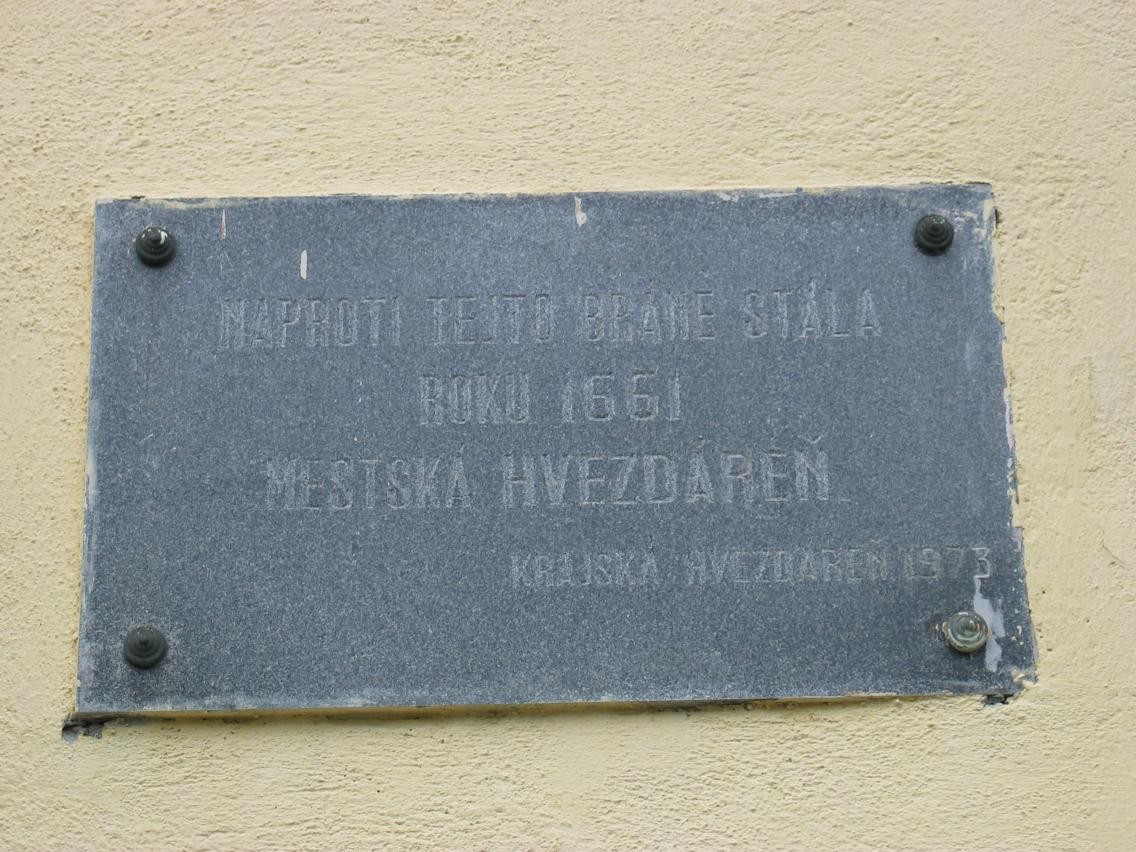 NAPROTI TEJTO BRÁNE STÁLA
ROKU 1661
MESTSKÁ HVEZDÁREŇ
KRAJSKÁ HVEZDÁREŇ 1973